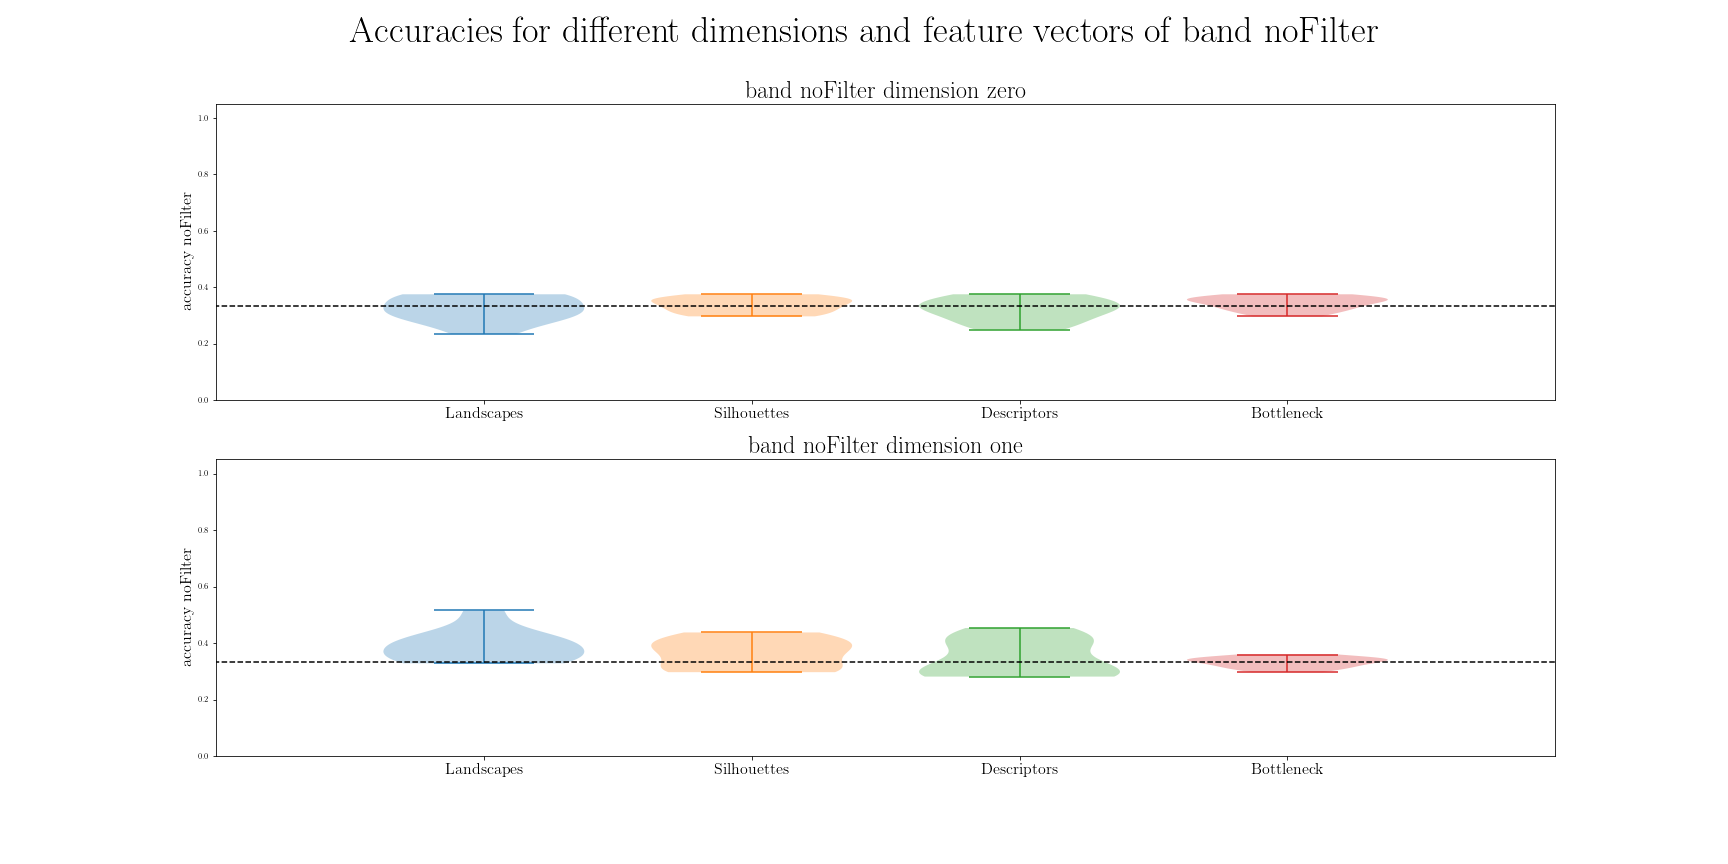 Accuracies for different dimensions and feature vectors of band noFilter
band noFilter dimension zero
accuracy noFilter
1.0
0.8
0.6
0.4
0.2
0.0
Landscapes Silhouettes Descriptors Bottleneck
band noFilter dimension one
accuracy noFilter
1.0
0.8
0.6
0.4
0.2
0.0
Landscapes Silhouettes Descriptors Bottleneck